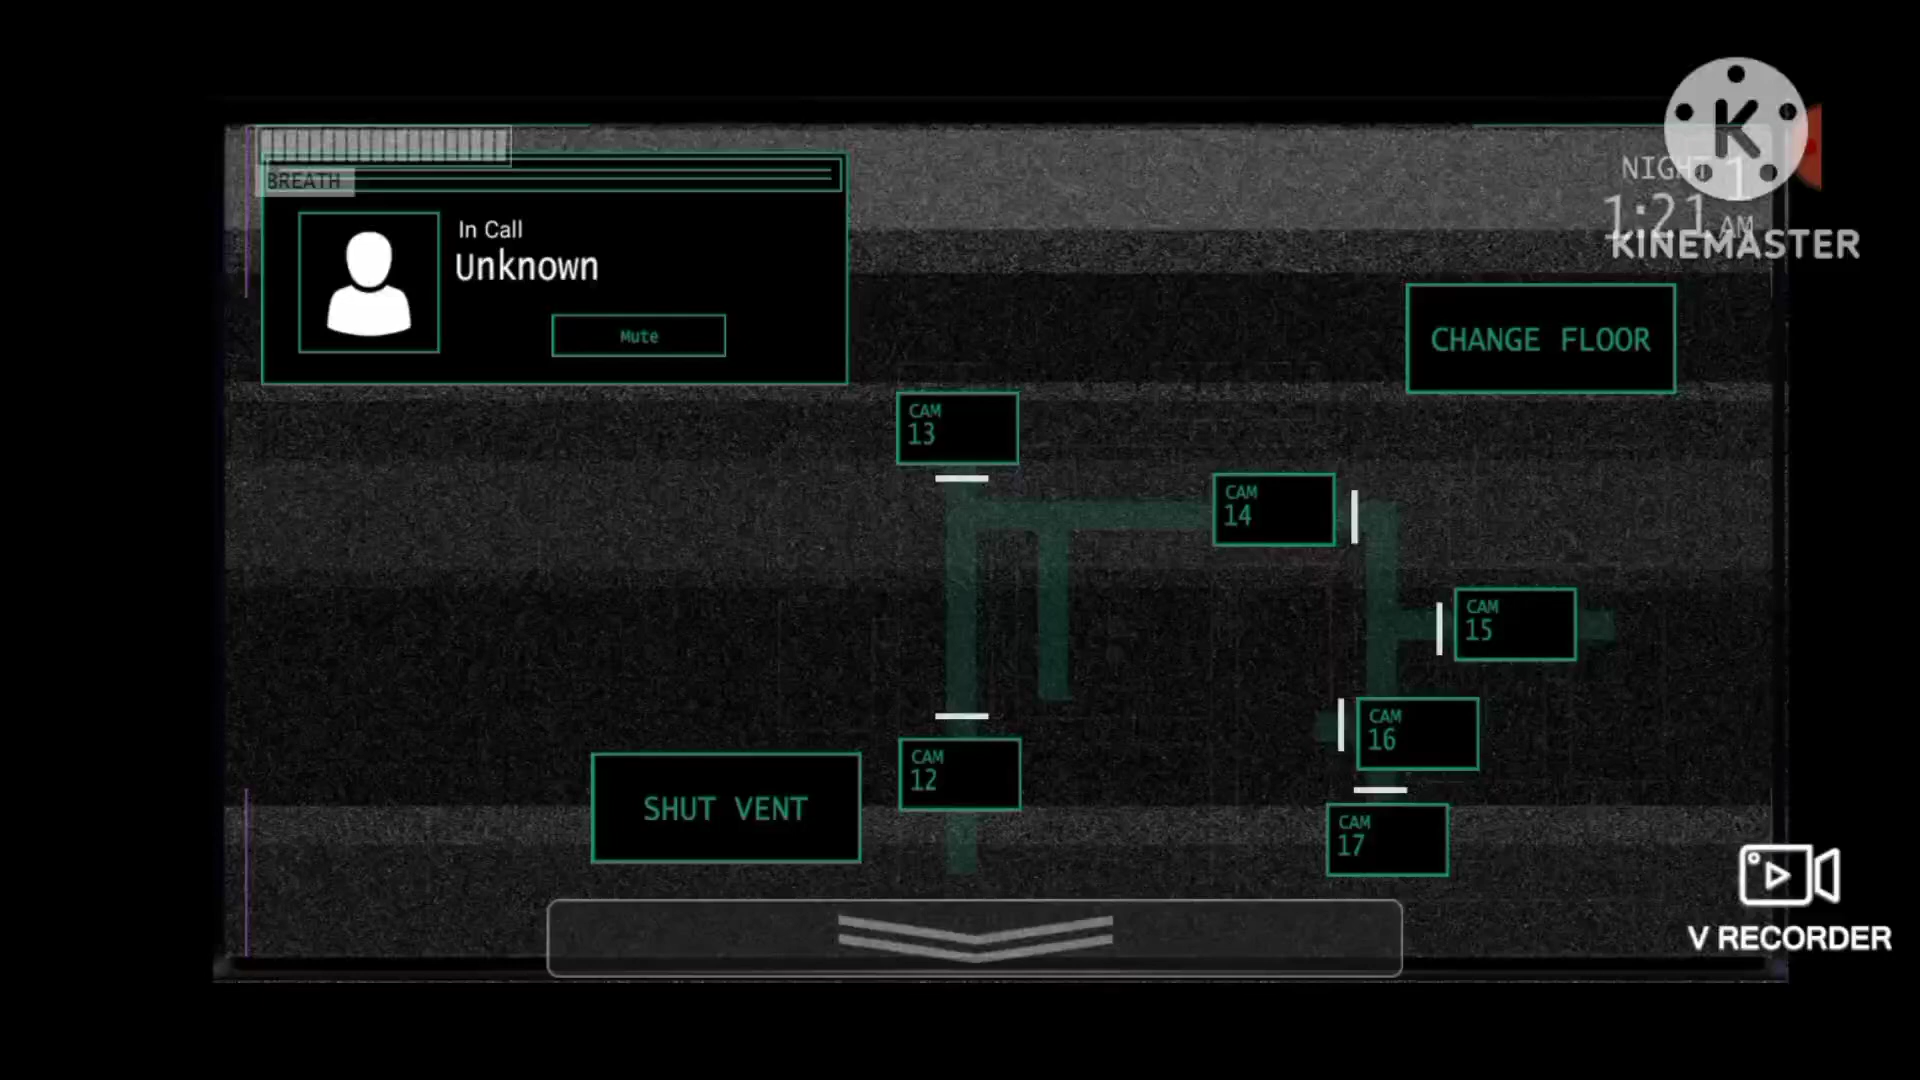 BREATH
In Call
Unknown
Mute
NIGHT 1
1:21 AM
K
KINEMASTER
CHANGE FLOOR
CAM
13
CAM
14
CAM
15
CAM
16
CAM
12
SHUT VENT
CAM
17
V RECORDER